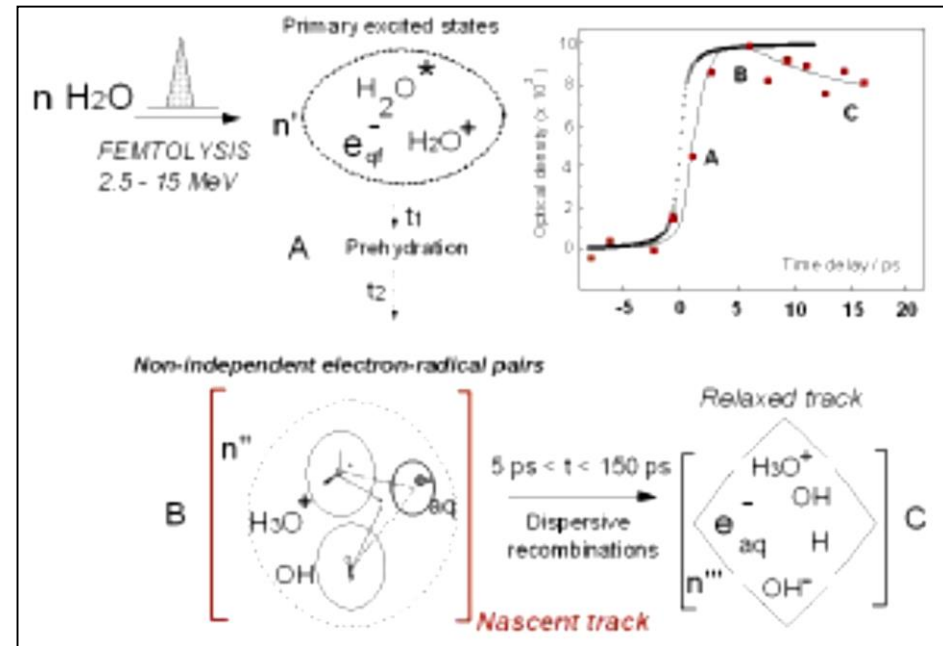 Primary excited states
n H2O
H2O*
n'
e-qf
H2O+
FEMTOLYSIS
2.5 - 15 MeV
t1
A
Prehydration
t2
Optical density (x 10³)
10
8
6
4
2
0
A
B
C
Time delay / ps
-5
0
5
10
15
20
Non-independent electron-radical pairs
n''
B
H3O+
OH
aq
Nascent track
5 ps < t < 150 ps
Dispersive
recombinations
Relaxed track
H3O+
OH
e-aq
H
n'''
OH-
C